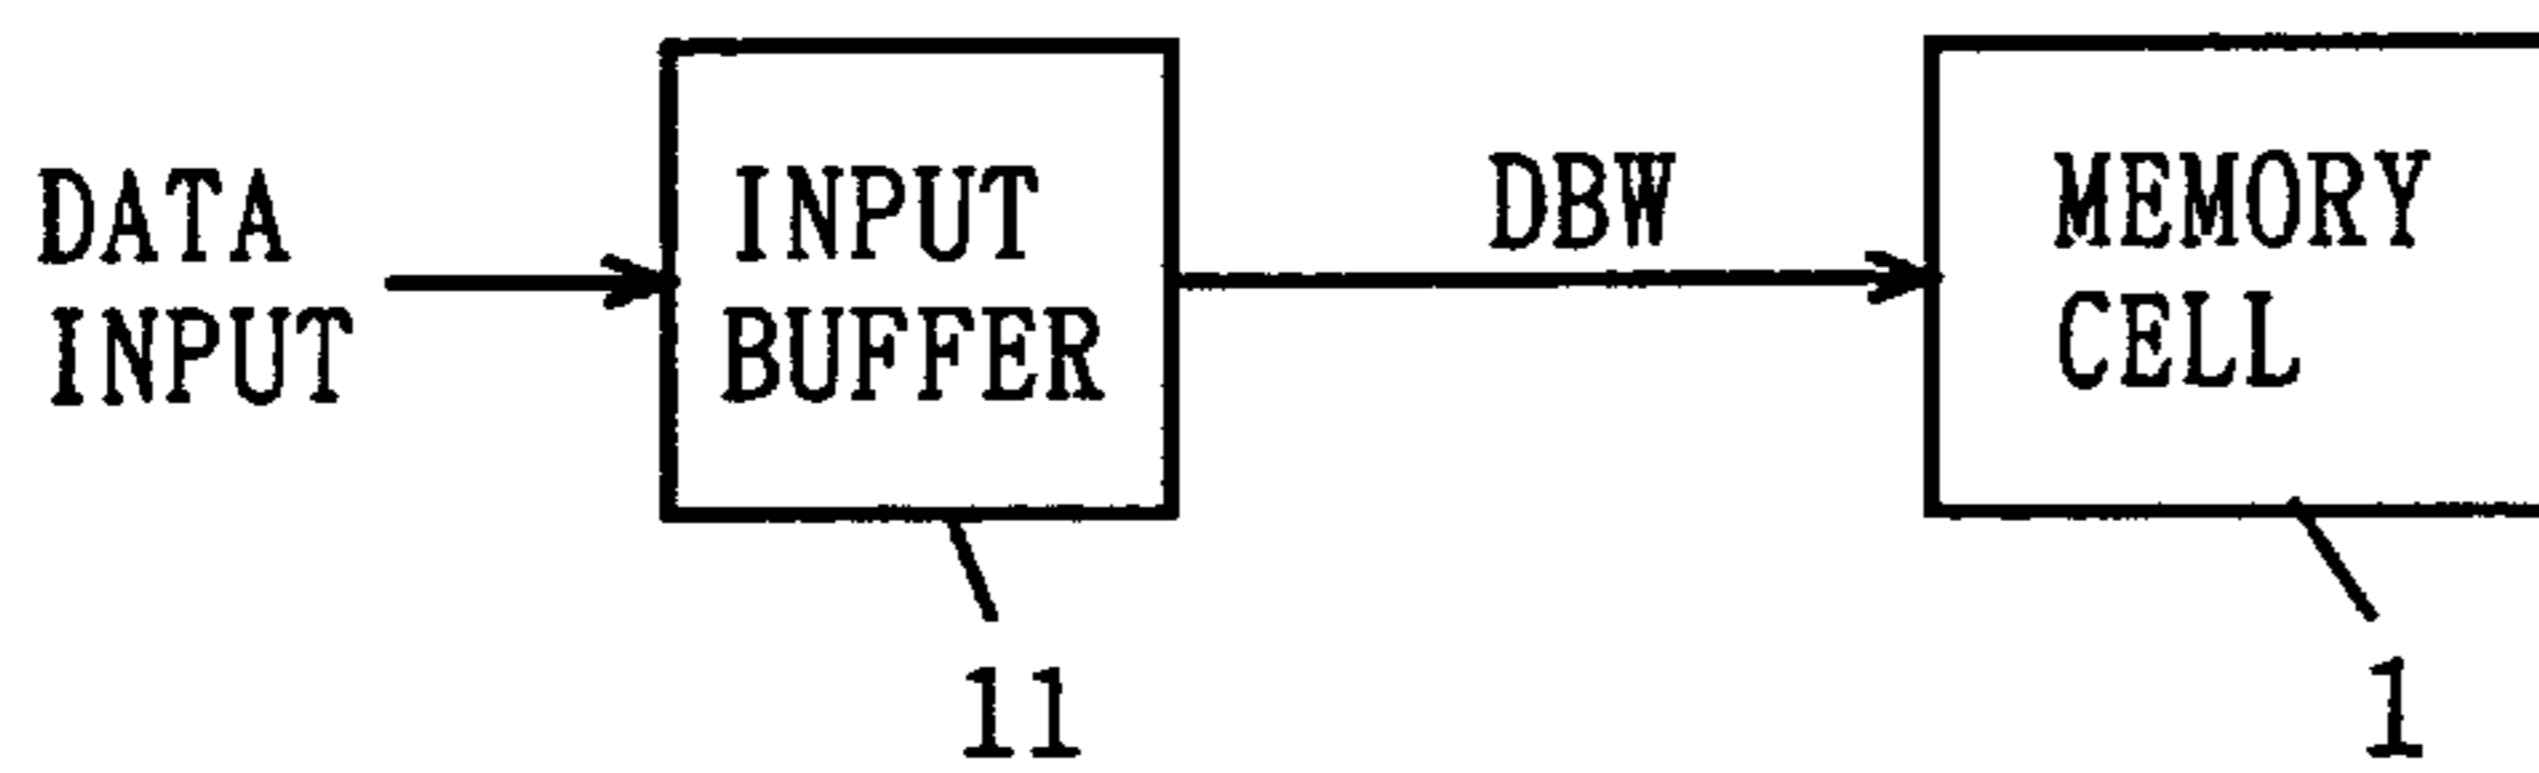 DATA
INPUT
INPUT
BUFFER
DBW
MEMORY
CELL
11
1